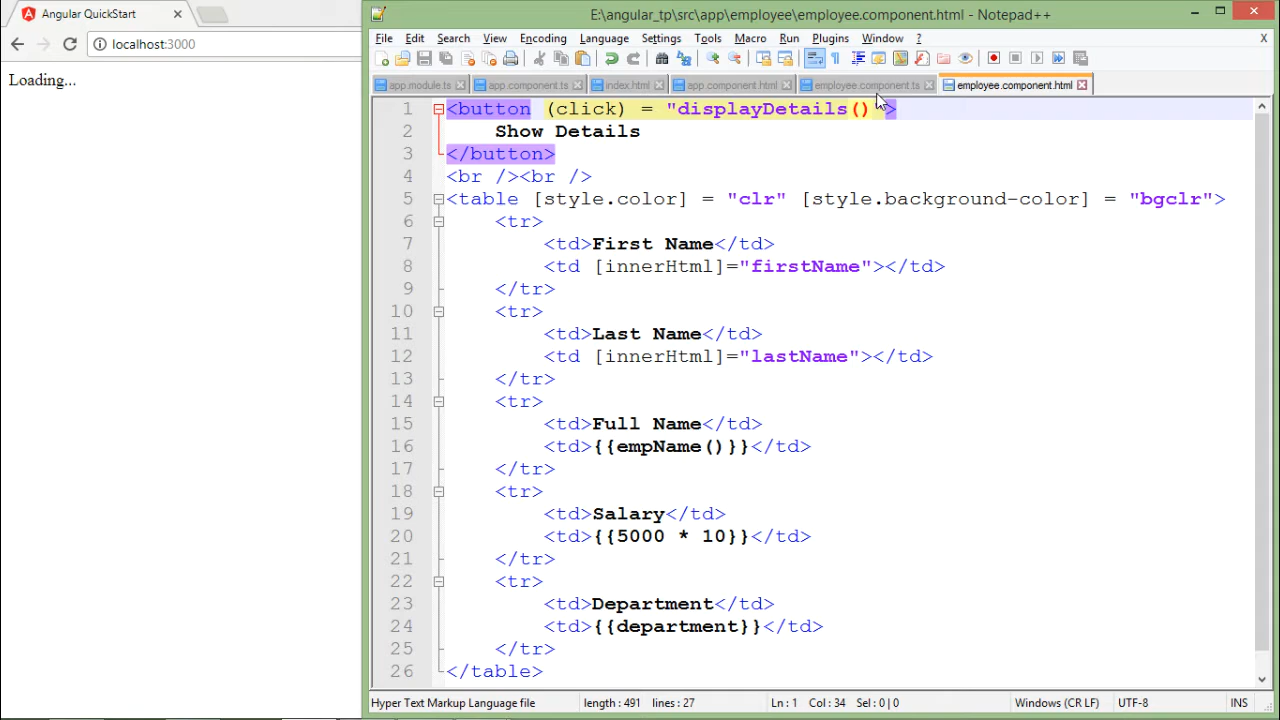 Angular QuickStart
localhost:3000
Loading...
E:\angular_tp\src\app\employee\employee.component.html - Notepad++
File Edit Search View Encoding Language Settings Tools Macro Run Plugins Window ? X
app.module.ts app.component.ts index.html app.component.html employee.component.ts employee.component.html
1 <button (click) = "displayDetails() ">
2 Show Details
3 </button>
4 <br /><br />
5 <table [style.color] = "clr" [style.background-color] = "bgclr">
6 <tr>
7 <td>First Name</td>
8 <td [innerHtml]="firstName"></td>
9 </tr>
10 <tr>
11 <td>Last Name</td>
12 <td [innerHtml]="lastName"></td>
13 </tr>
14 <tr>
15 <td>Full Name</td>
16 <td>{{empName()}}</td>
17 </tr>
18 <tr>
19 <td>Salary</td>
20 <td>{{5000 * 10}}</td>
21 </tr>
22 <tr>
23 <td>Department</td>
24 <td>{{department}}</td>
25 </tr>
26 </table>
Hyper Text Markup Language file length : 491 lines : 27 Ln : 1 Col : 34 Sel : 0 | 0 Windows (CR LF) UTF-8 INS